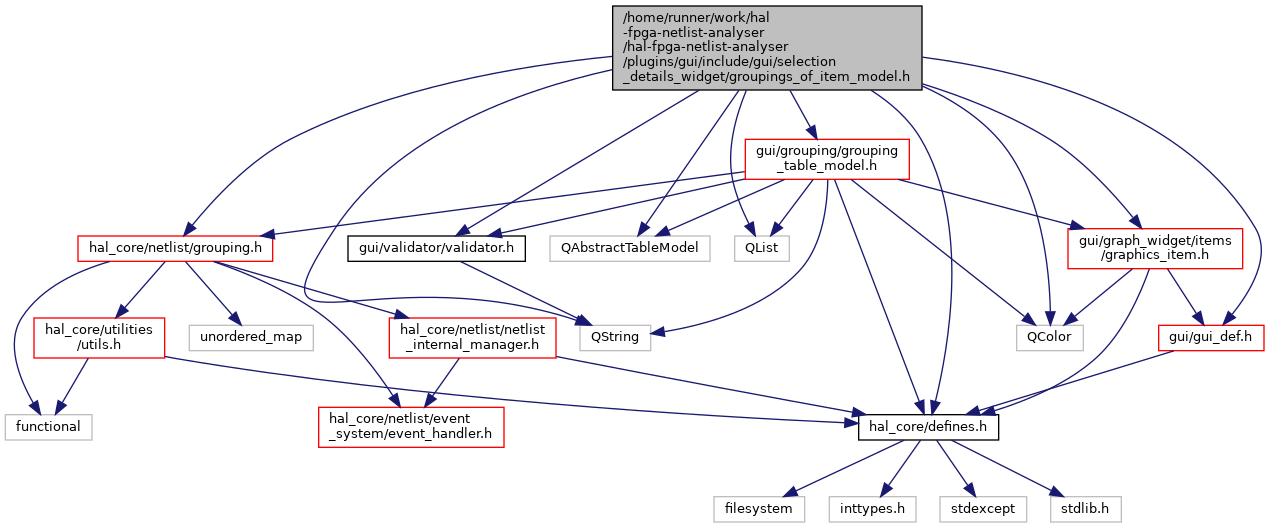 /home/runner/work/hal
-fpga-netlist-analyser
/hal-fpga-netlist-analyser
/plugins/gui/include/gui/selection
_details_widget/groupings_of_item_model.h
gui/grouping/grouping
_table_model.h
hal_core/netlist/grouping.h
gui/validator/validator.h
QAbstractTableModel
QList
gui/graph_widget/items
/graphics_item.h
hal_core/utilities
/utils.h
unordered_map
hal_core/netlist/netlist
_internal_manager.h
QString
QColor
gui/gui_def.h
functional
hal_core/netlist/event
_system/event_handler.h
hal_core/defines.h
filesystem
inttypes.h
stdexcept
stdlib.h